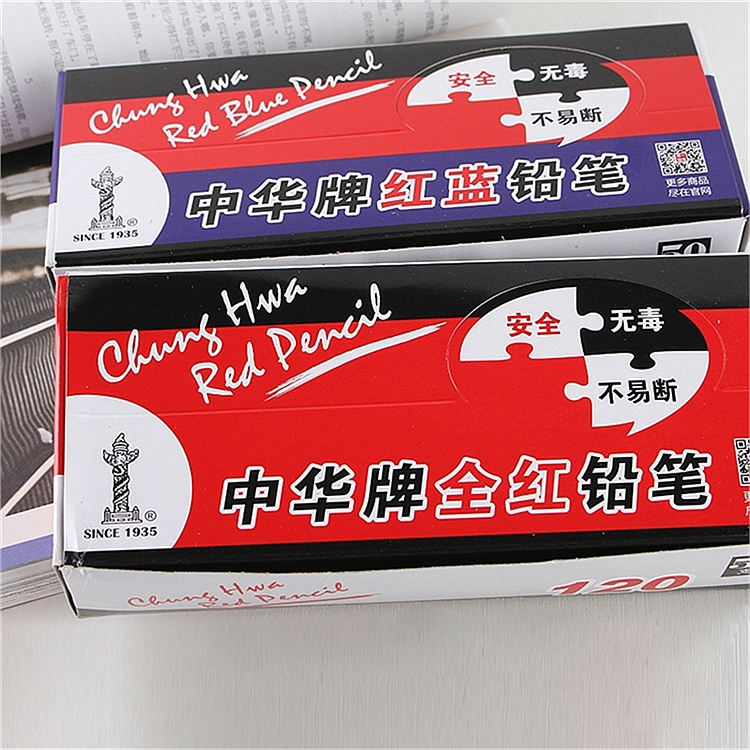 Chung Hwa
Red Blue Pencil
安全
无毒
不易断
中华牌红蓝铅笔
更多商品
尽在官网
®
SINCE 1935
50
Chung Hwa
Red Pencil
安全
无毒
不易断
中华牌全红铅笔
®
SINCE 1935
Chung Hwa
Red Pencil
120